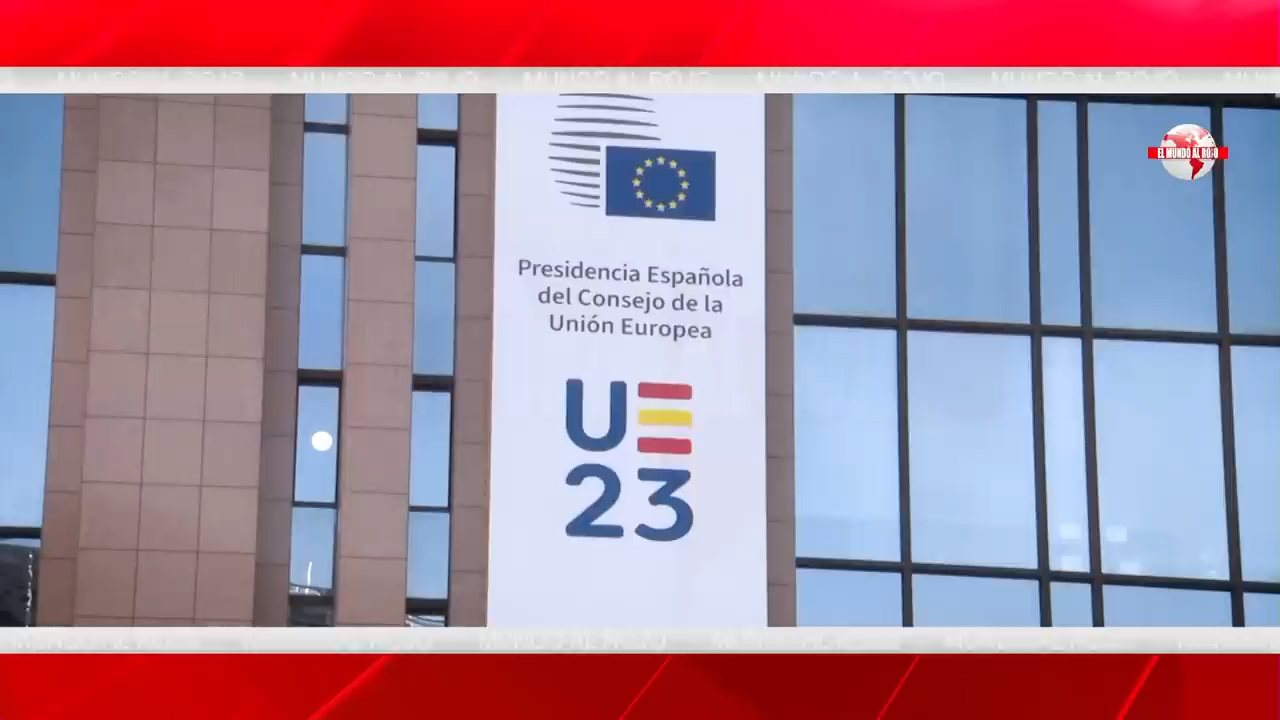 EL MUNDO AL ROJO
Presidencia Española
del Consejo de la
Unión Europea
UE
23